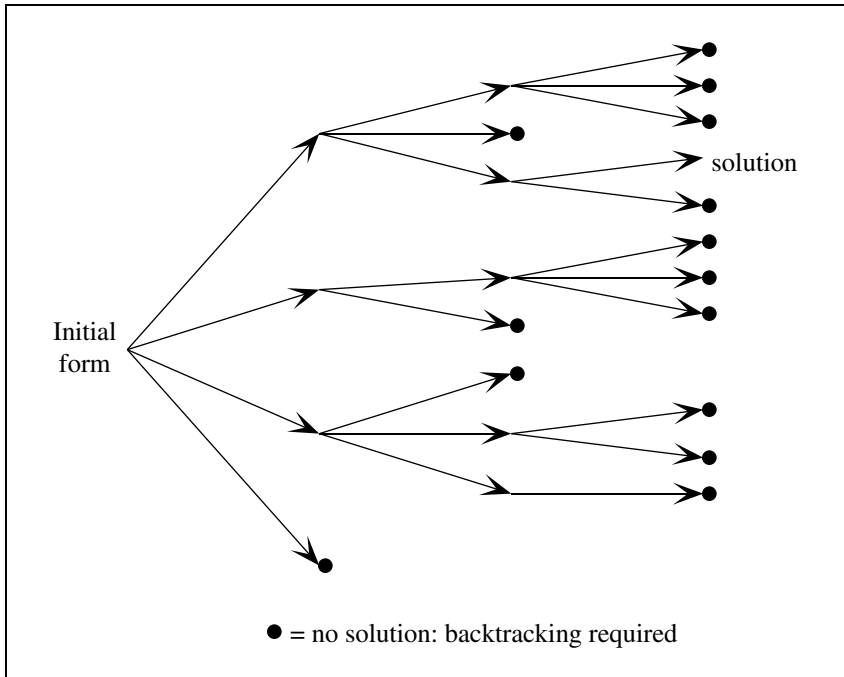 solution
Initial
form
● = no solution: backtracking required